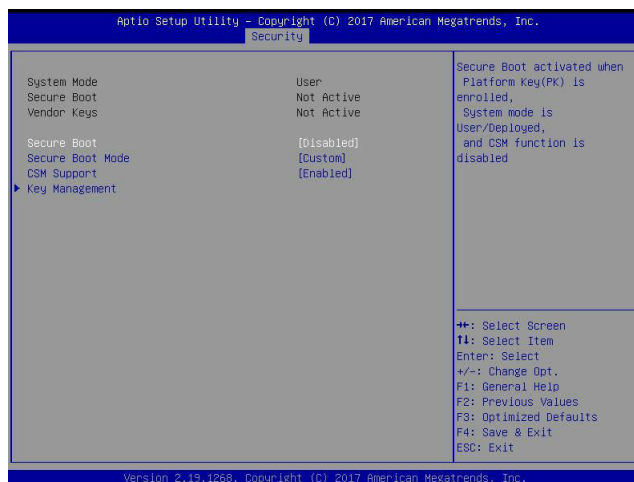 Aptio Setup Utility – Copyright (C) 2017 American Megatrends, Inc.
Security
System Mode User
Secure Boot Not Active
Vendor Keys Not Active
Secure Boot [Disabled]
Secure Boot Mode [Custom]
CSM Support [Enabled]
Key Management
Secure Boot activated when
Platform Key(PK) is
enrolled,
System mode is
User/Deployed,
and CSM function is
disabled
→←: Select Screen
↑↓: Select Item
Enter: Select
+/-: Change Opt.
F1: General Help
F2: Previous Values
F3: Optimized Defaults
F4: Save & Exit
ESC: Exit
Version 2.19.1268. Copyright (C) 2017 American Megatrends, Inc.